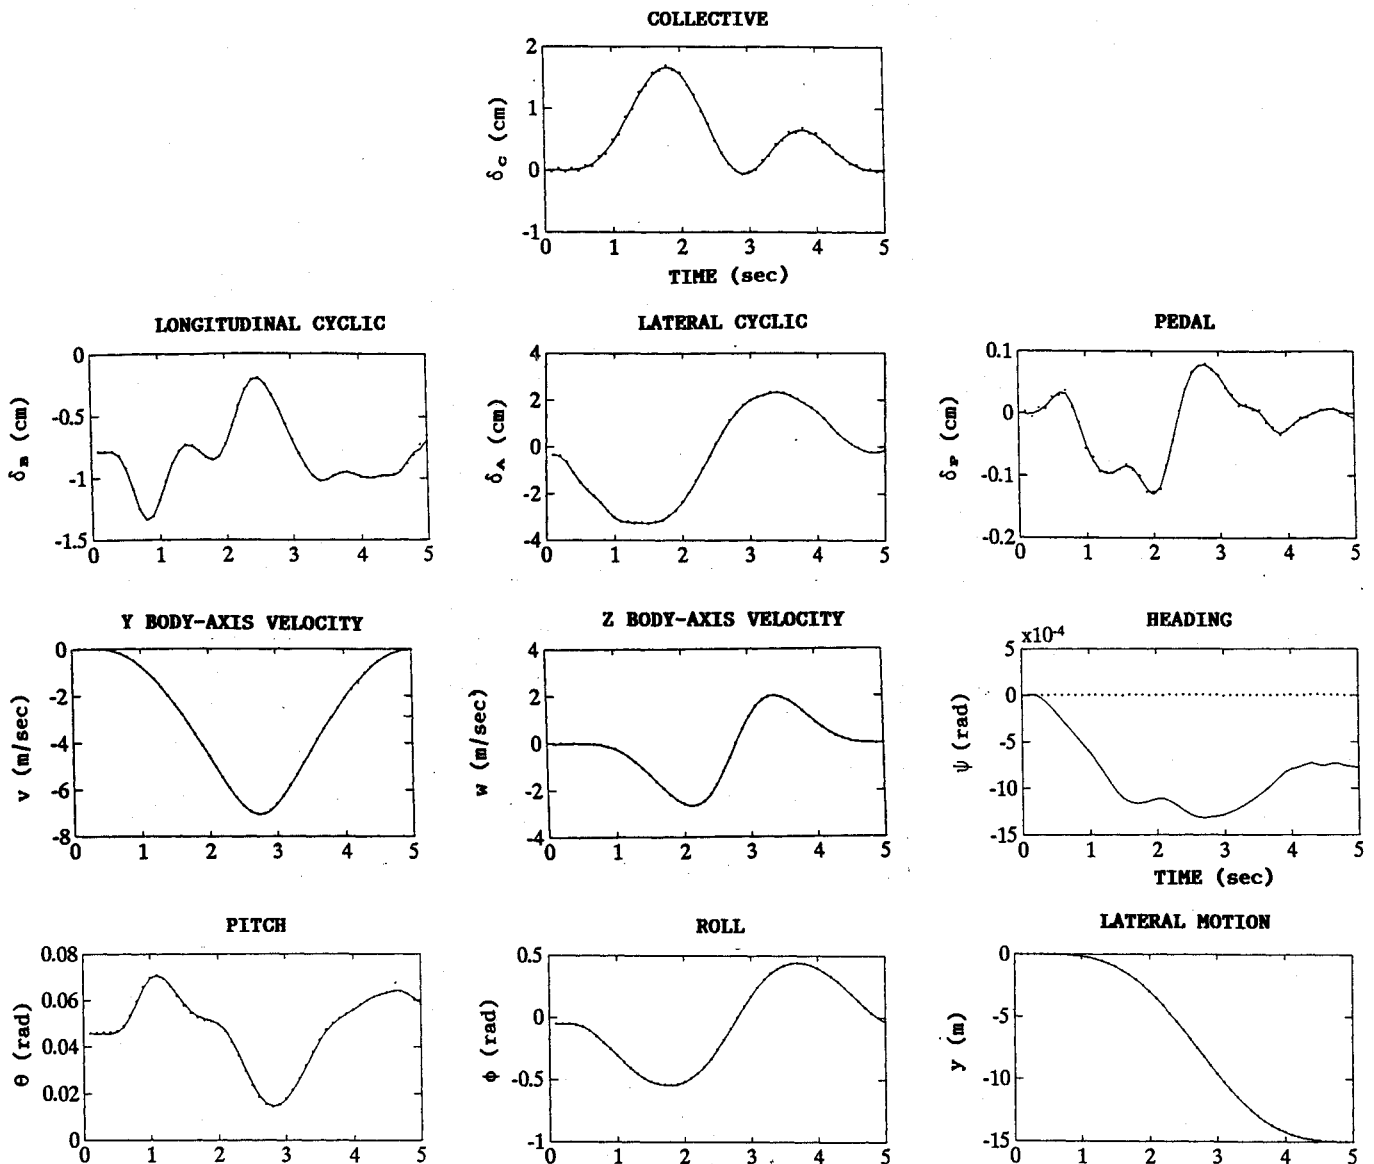 COLLECTIVE
2
1
0
-1
δC (cm)
0 1 2 3 4 5
TIME (sec)
LONGITUDINAL CYCLIC
0
-0.5
-1
-1.5
δB (cm)
0 1 2 3 4 5
LATERAL CYCLIC
4
2
0
-2
-4
δA (cm)
0 1 2 3 4 5
PEDAL
0.1
0
-0.1
-0.2
δP (cm)
0 1 2 3 4 5
Y BODY-AXIS VELOCITY
0
-2
-4
-6
-8
v (m/sec)
0 1 2 3 4 5
Z BODY-AXIS VELOCITY
4
2
0
-2
-4
w (m/sec)
0 1 2 3 4 5
HEADING
x10-4
5
0
-5
-10
-15
ψ (rad)
0 1 2 3 4 5
TIME (sec)
PITCH
0.08
0.06
0.04
0.02
0
θ (rad)
0 1 2 3 4 5
ROLL
0.5
0
-0.5
-1
ϕ (rad)
0 1 2 3 4 5
LATERAL MOTION
0
-5
-10
-15
y (m)
0 1 2 3 4 5